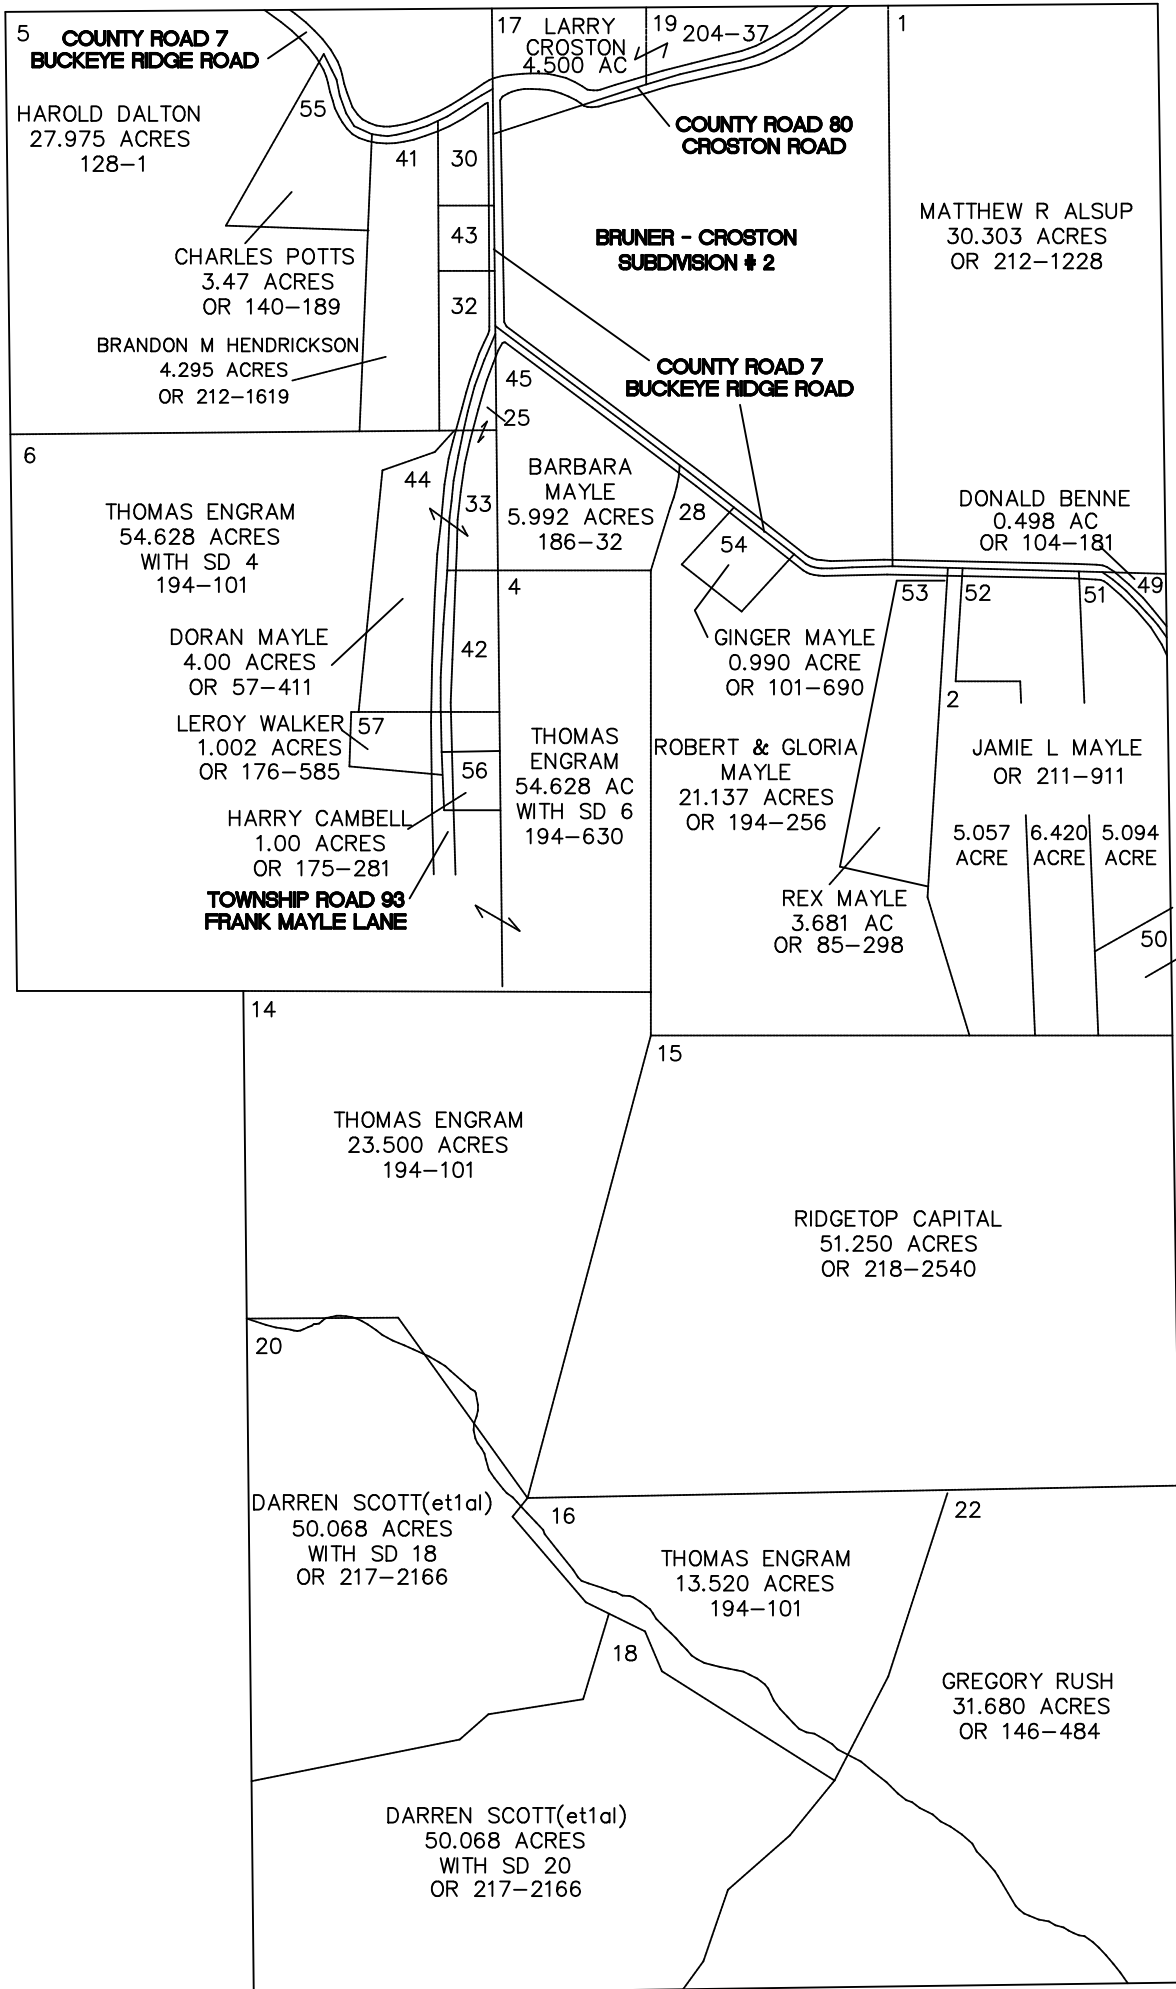 5
COUNTY ROAD 7
BUCKEYE RIDGE ROAD
17
LARRY
CROSTON
4.500 AC
19
204-37
1
HAROLD DALTON
27.975 ACRES
128-1
55
41
30
COUNTY ROAD 80
CROSTON ROAD
43
BRUNER - CROSTON
SUBDIVISION # 2
MATTHEW R ALSUP
30.303 ACRES
OR 212-1228
CHARLES POTTS
3.47 ACRES
OR 140-189
32
BRANDON M HENDRICKSON
4.295 ACRES
OR 212-1619
COUNTY ROAD 7
BUCKEYE RIDGE ROAD
45
25
6
44
33
BARBARA
MAYLE
5.992 ACRES
186-32
28
54
THOMAS ENGRAM
54.628 ACRES
WITH SD 4
194-101
DONALD BENNE
0.498 AC
OR 104-181
49
4
53
52
51
DORAN MAYLE
4.00 ACRES
OR 57-411
42
GINGER MAYLE
0.990 ACRE
OR 101-690
2
LEROY WALKER
1.002 ACRES
OR 176-585
57
56
THOMAS
ENGRAM
54.628 AC
WITH SD 6
194-630
ROBERT & GLORIA
MAYLE
21.137 ACRES
OR 194-256
JAMIE L MAYLE
OR 211-911
HARRY CAMBELL
1.00 ACRES
OR 175-281
5.057
ACRE
6.420
ACRE
5.094
ACRE
TOWNSHIP ROAD 93
FRANK MAYLE LANE
REX MAYLE
3.681 AC
OR 85-298
50
14
15
THOMAS ENGRAM
23.500 ACRES
194-101
RIDGETOP CAPITAL
51.250 ACRES
OR 218-2540
20
DARREN SCOTT(et1al)
50.068 ACRES
WITH SD 18
OR 217-2166
16
22
THOMAS ENGRAM
13.520 ACRES
194-101
18
GREGORY RUSH
31.680 ACRES
OR 146-484
DARREN SCOTT(et1al)
50.068 ACRES
WITH SD 20
OR 217-2166